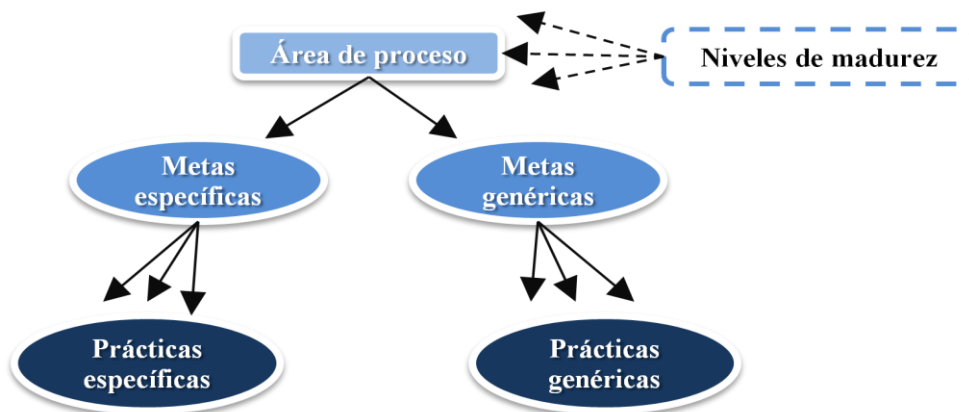 Área de proceso
Niveles de madurez
Metas
específicas
Metas
genéricas
Prácticas
específicas
Prácticas
genéricas